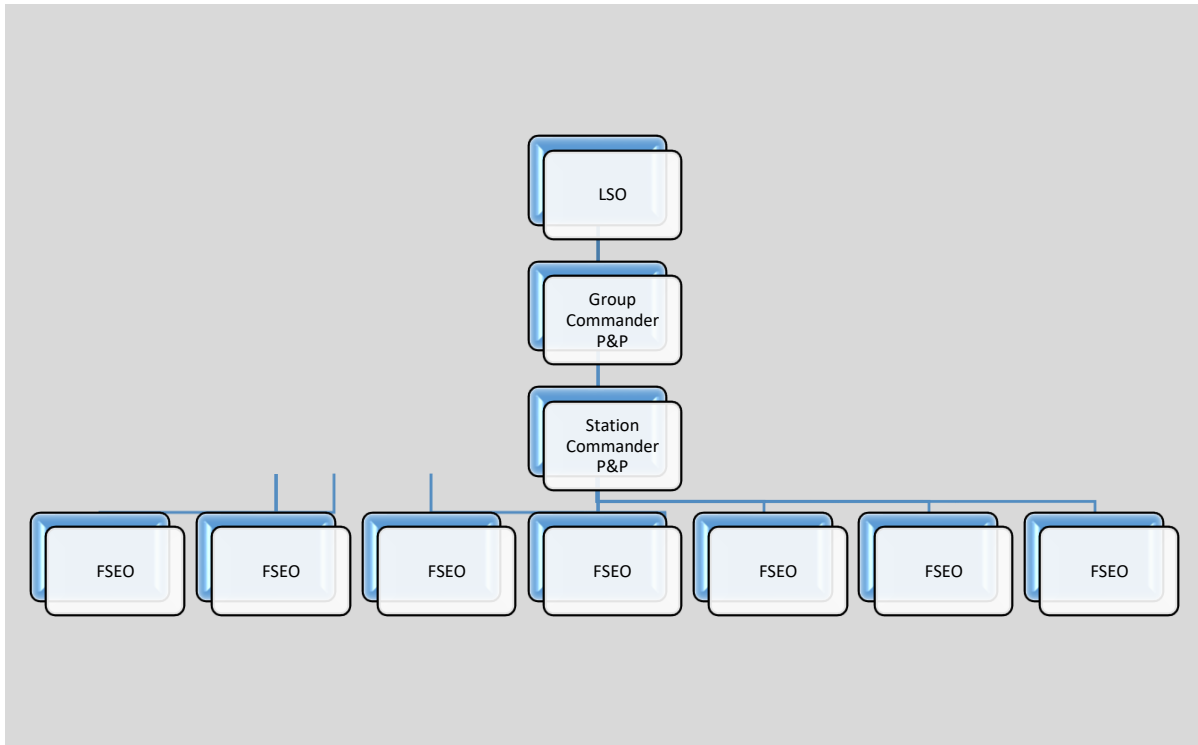 LSO
Group
Commander
P&P
Station
Commander
P&P
FSEO
FSEO
FSEO
FSEO
FSEO
FSEO
FSEO